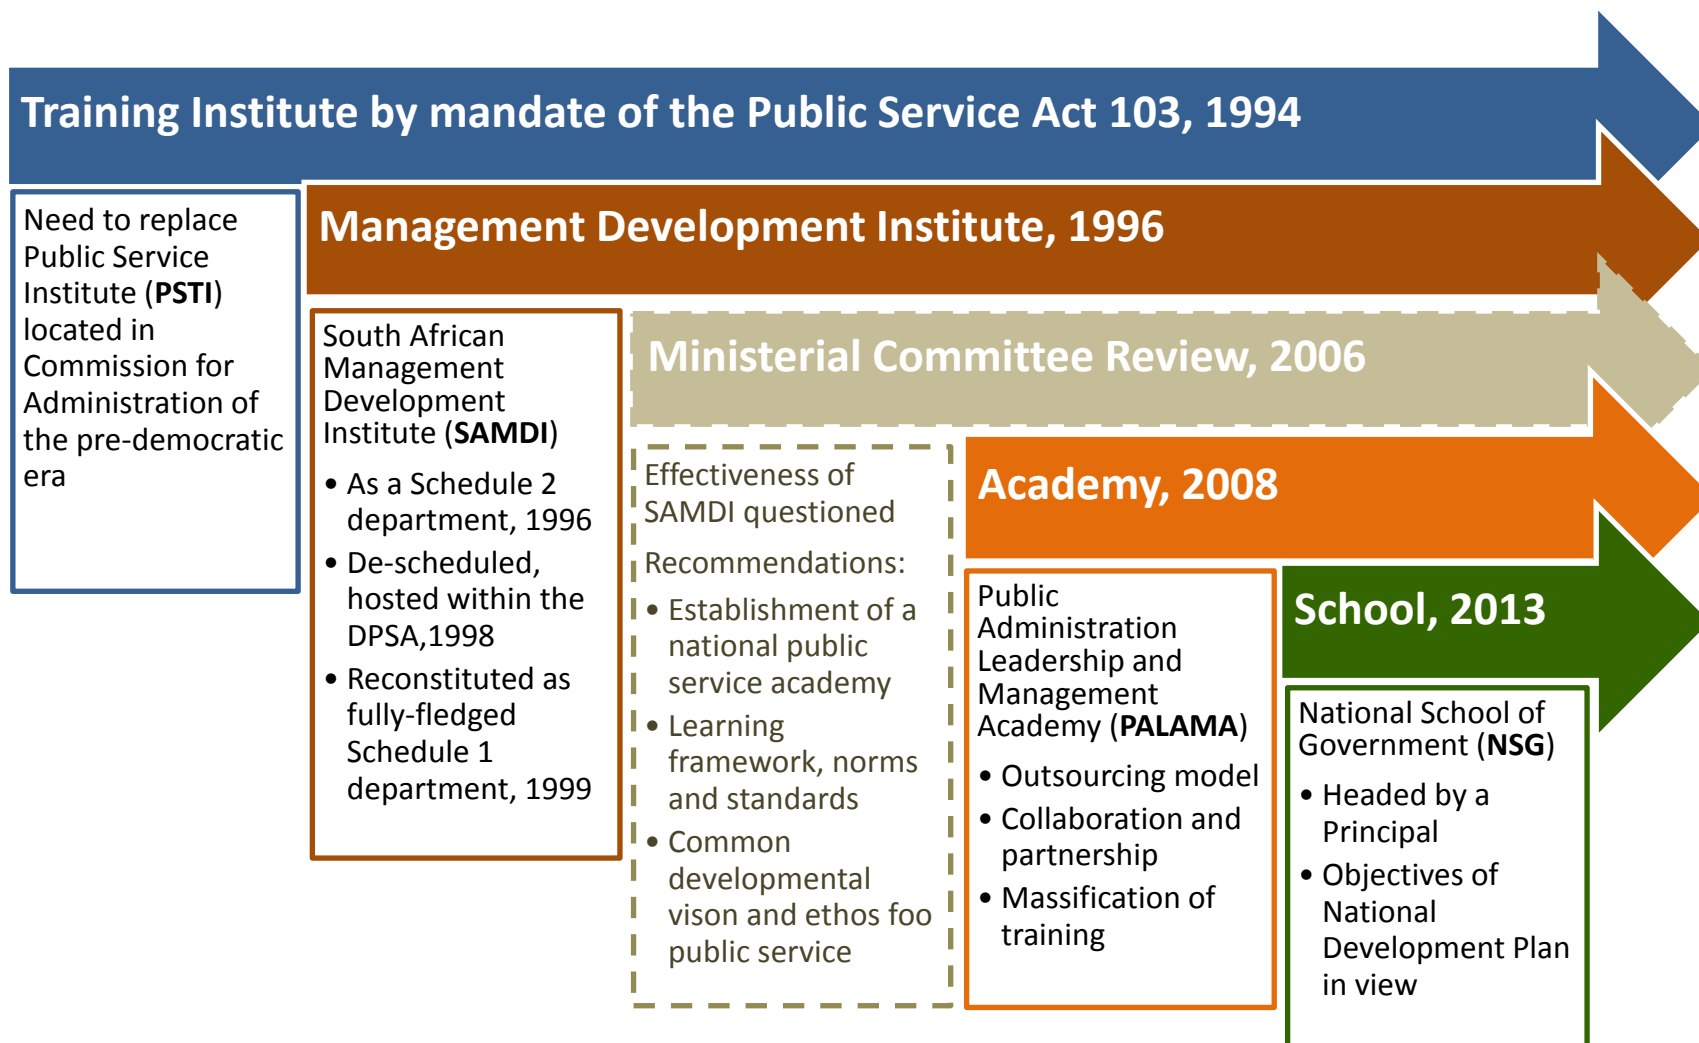 Training Institute by mandate of the Public Service Act 103, 1994
Need to replace
Public Service
Institute (PSTI)
located in
Commission for
Administration of
the pre-democratic
era
Management Development Institute, 1996
South African
Management
Development
Institute (SAMDI)
• As a Schedule 2
department, 1996
• De-scheduled,
hosted within the
DPSA,1998
• Reconstituted as
fully-fledged
Schedule 1
department, 1999
Ministerial Committee Review, 2006
Effectiveness of
SAMDI questioned
Recommendations:
• Establishment of a
national public
service academy
• Learning
framework, norms
and standards
• Common
developmental
vison and ethos foo
public service
Academy, 2008
Public
Administration
Leadership and
Management
Academy (PALAMA)
• Outsourcing model
• Collaboration and
partnership
• Massification of
training
School, 2013
National School of
Government (NSG)
• Headed by a
Principal
• Objectives of
National
Development Plan
in view